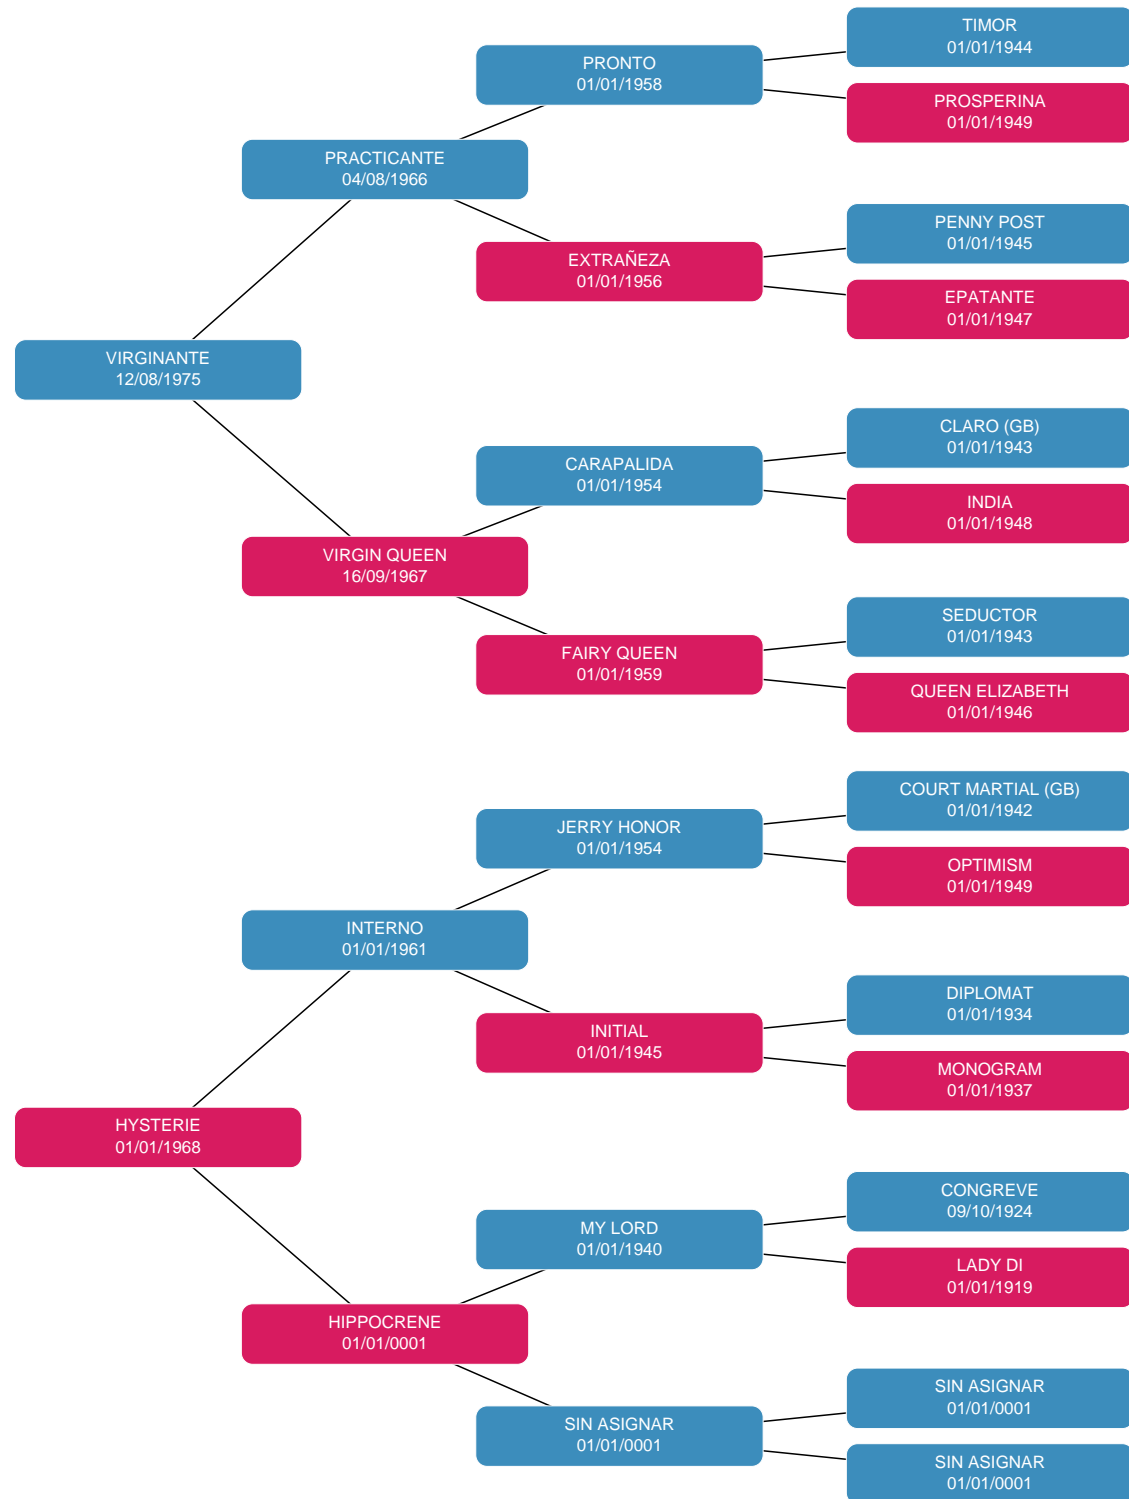 TIMOR
01/01/1944
PRONTO
01/01/1958
PROSPERINA
01/01/1949
PRACTICANTE
04/08/1966
PENNY POST
01/01/1945
EXTRAÑEZA
01/01/1956
EPATANTE
01/01/1947
VIRGINANTE
12/08/1975
CLARO (GB)
01/01/1943
CARAPALIDA
01/01/1954
INDIA
01/01/1948
VIRGIN QUEEN
16/09/1967
SEDUCTOR
01/01/1943
FAIRY QUEEN
01/01/1959
QUEEN ELIZABETH
01/01/1946
COURT MARTIAL (GB)
01/01/1942
JERRY HONOR
01/01/1954
OPTIMISM
01/01/1949
INTERNO
01/01/1961
DIPLOMAT
01/01/1934
INITIAL
01/01/1945
MONOGRAM
01/01/1937
HYSTERIE
01/01/1968
CONGREVE
09/10/1924
MY LORD
01/01/1940
LADY DI
01/01/1919
HIPPOCRENE
01/01/0001
SIN ASIGNAR
01/01/0001
SIN ASIGNAR
01/01/0001
SIN ASIGNAR
01/01/0001